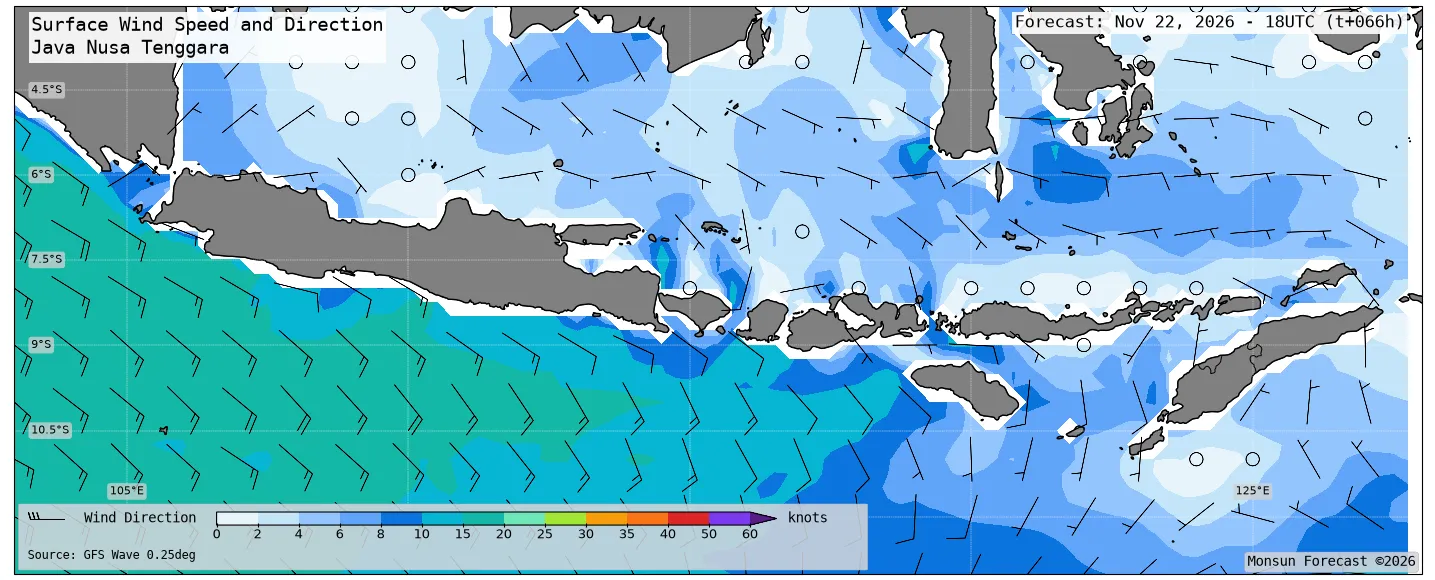 Surface Wind Speed and Direction
Java Nusa Tenggara
Forecast: Nov 22, 2026 - 18UTC (t+066h)
4.5°S
6°S
7.5°S
9°S
10.5°S
105°E
125°E
Wind Direction
0 2 4 6 8 10 15 20 25 30 35 40 50 60
knots
Source: GFS Wave 0.25deg
Monsun Forecast ©2026